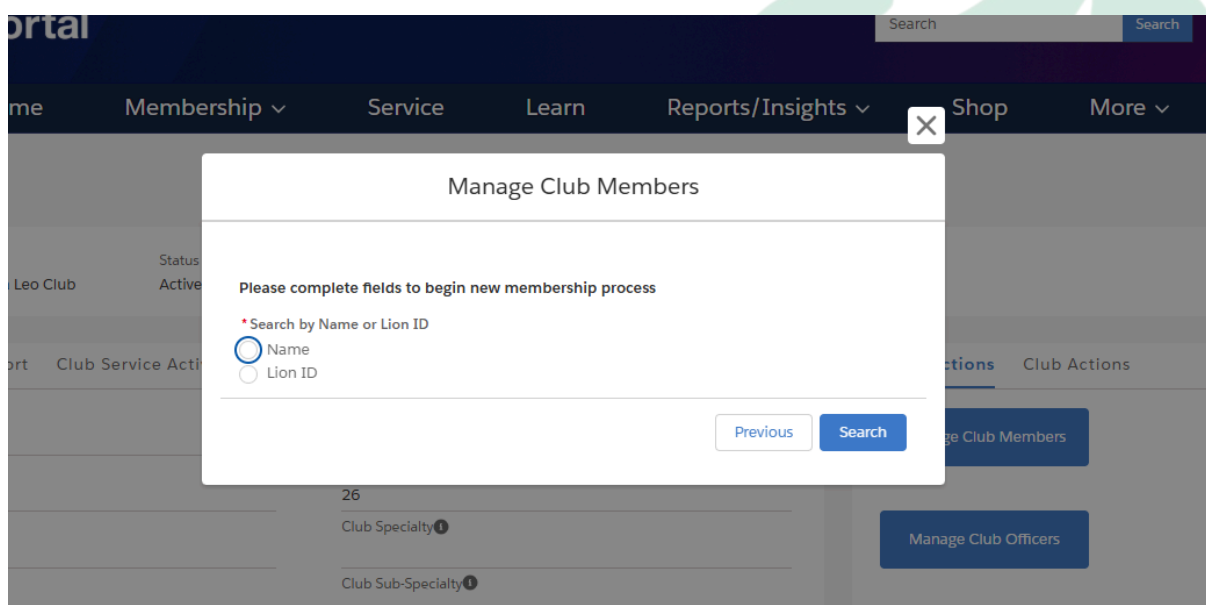 ortal
Search
Search
me
Membership
Service
Learn
Reports/Insights
Shop
More
Manage Club Members
Status
Leo Club
Active
Please complete fields to begin new membership process
*Search by Name or Lion ID
Name
Lion ID
ort
Club Service Acti
ctions
Club Actions
Previous
Search
ge Club Members
26
Club Specialty
Manage Club Officers
Club Sub-Specialty